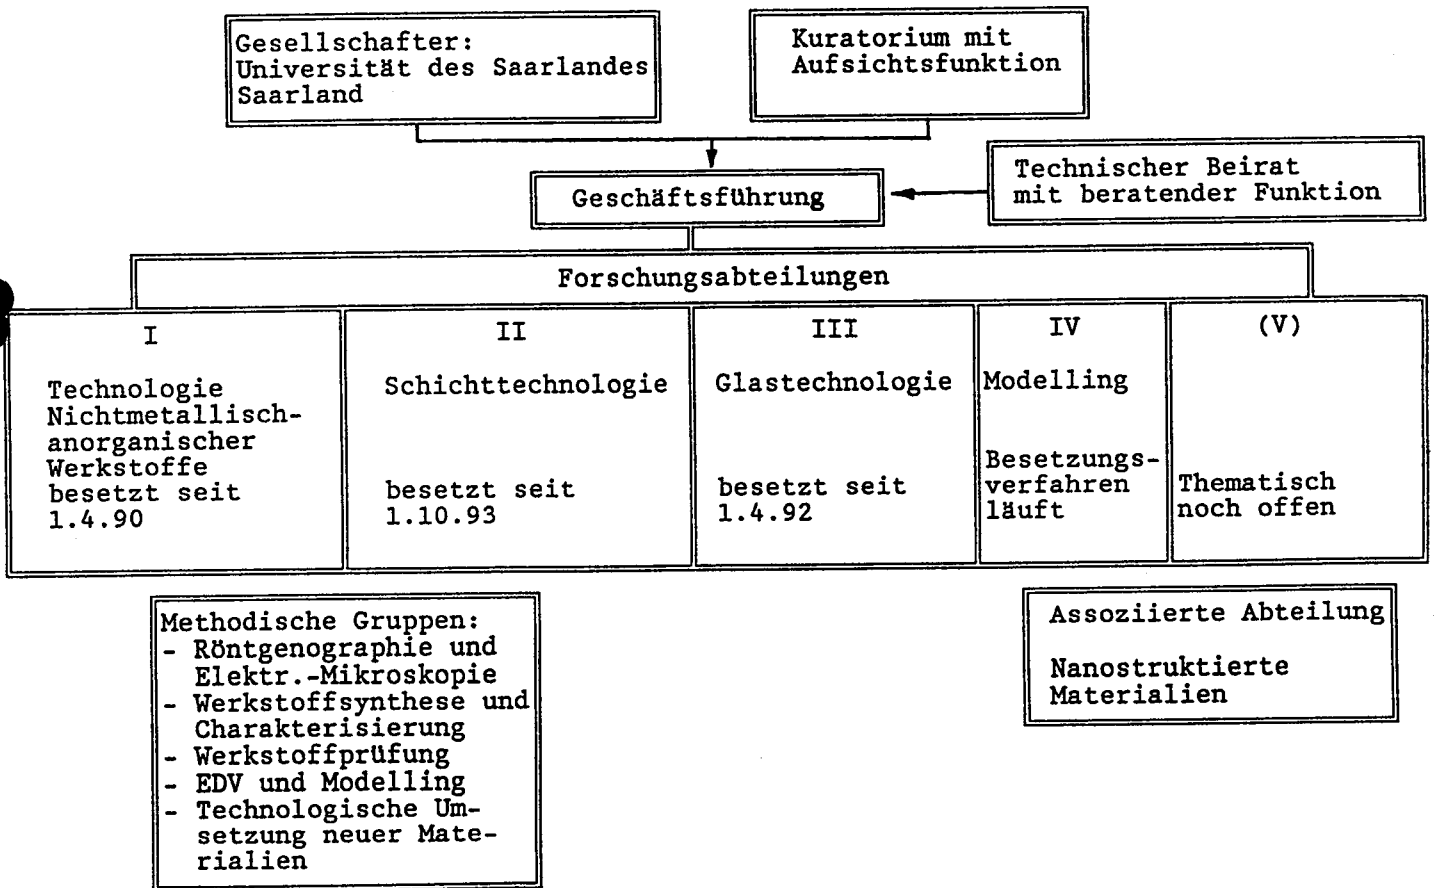 Gesellschafter:
Universität des Saarlandes
Saarland
Kuratorium mit
Aufsichtsfunktion
Technischer Beirat
mit beratender Funktion
Geschäftsführung
Forschungsabteilungen
I
Technologie
Nichtmetallisch-
anorganischer
Werkstoffe
besetzt seit
1.4.90
II
Schichttechnologie
besetzt seit
1.10.93
III
Glastechnologie
besetzt seit
1.4.92
IV
Modelling
Besetzungs-
verfahren
läuft
(V)
Thematisch
noch offen
Methodische Gruppen:
- Röntgenographie und
Elektr.-Mikroskopie
- Werkstoffsynthese und
Charakterisierung
- Werkstoffprüfung
- EDV und Modelling
- Technologische Um-
setzung neuer Mate-
rialien
Assoziierte Abteilung
Nanostruktierte
Materialien